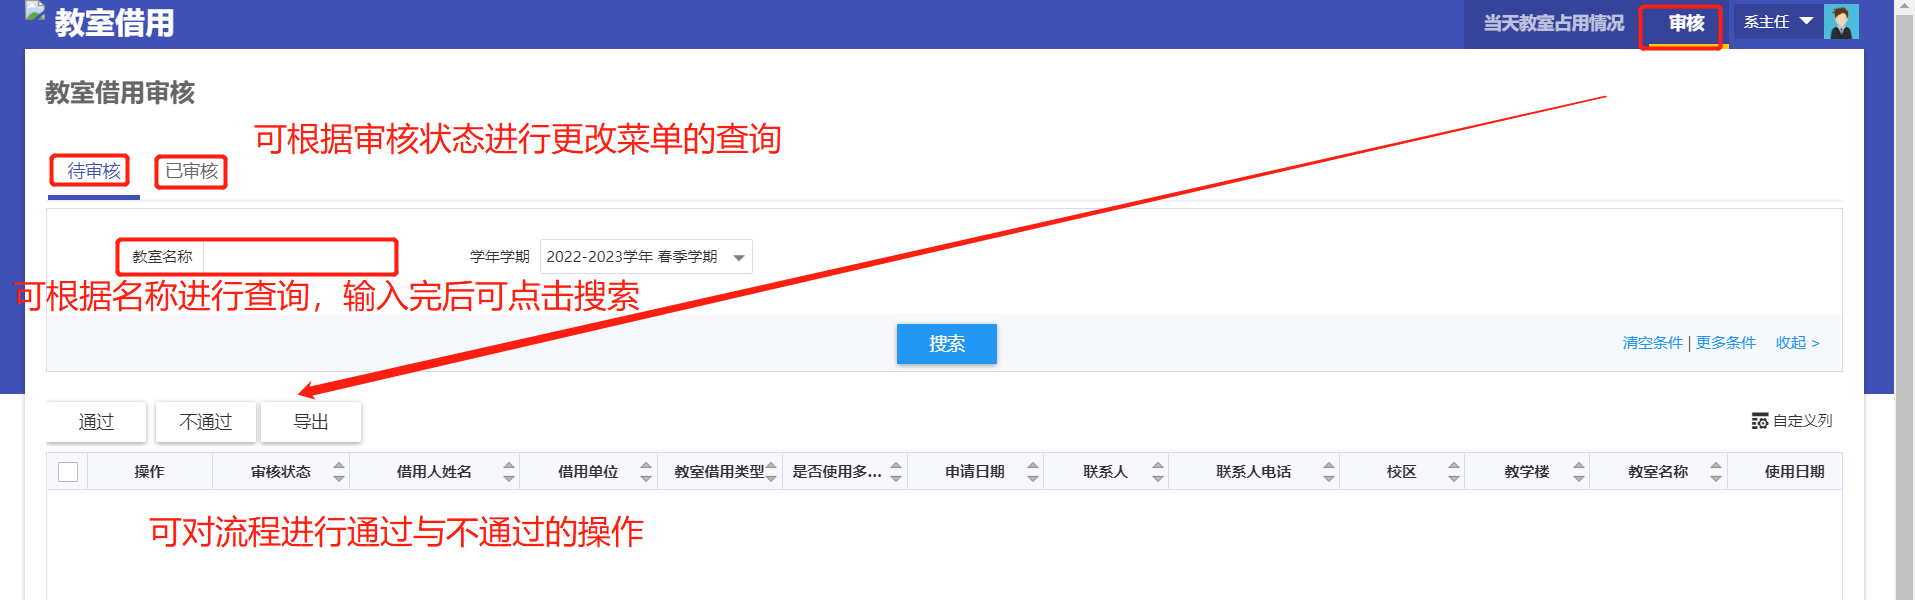 教室借用
当天教室占用情况 审核 系主任
教室借用审核
可根据审核状态进行更改菜单的查询
待审核 已审核
教室名称 学年学期 2022-2023学年 春季学期
可根据名称进行查询，输入完后可点击搜索
搜索 清空条件 | 更多条件 收起 >
通过 不通过 导出 自定义列
操作 审核状态 借用人姓名 借用单位 教室借用类型 是否使用多... 申请日期 联系人 联系人电话 校区 教学楼 教室名称 使用日期
可对流程进行通过与不通过的操作